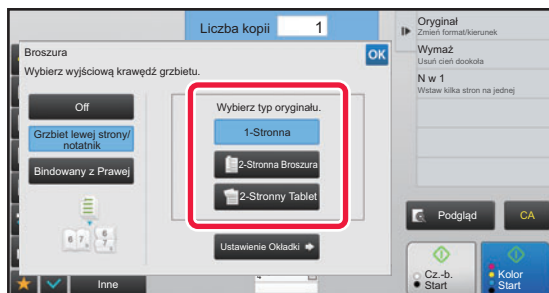 Liczba kopii 1
Broszura
OK
Wybierz wyjściową krawędź grzbietu.
Off
Grzbiet lewej strony/
notatnik
Bindowany z Prawej
Wybierz typ oryginału.
1-Stronna
2-Stronna Broszura
2-Stronny Tablet
Ustawienie Okładki
Inne
Oryginał
Zmień format/kierunek
Wymaż
Usuń cień dookoła
N w 1
Wstaw kilka stron na jednej
Podgląd
CA
Cz.-b.
Start
Kolor
Start